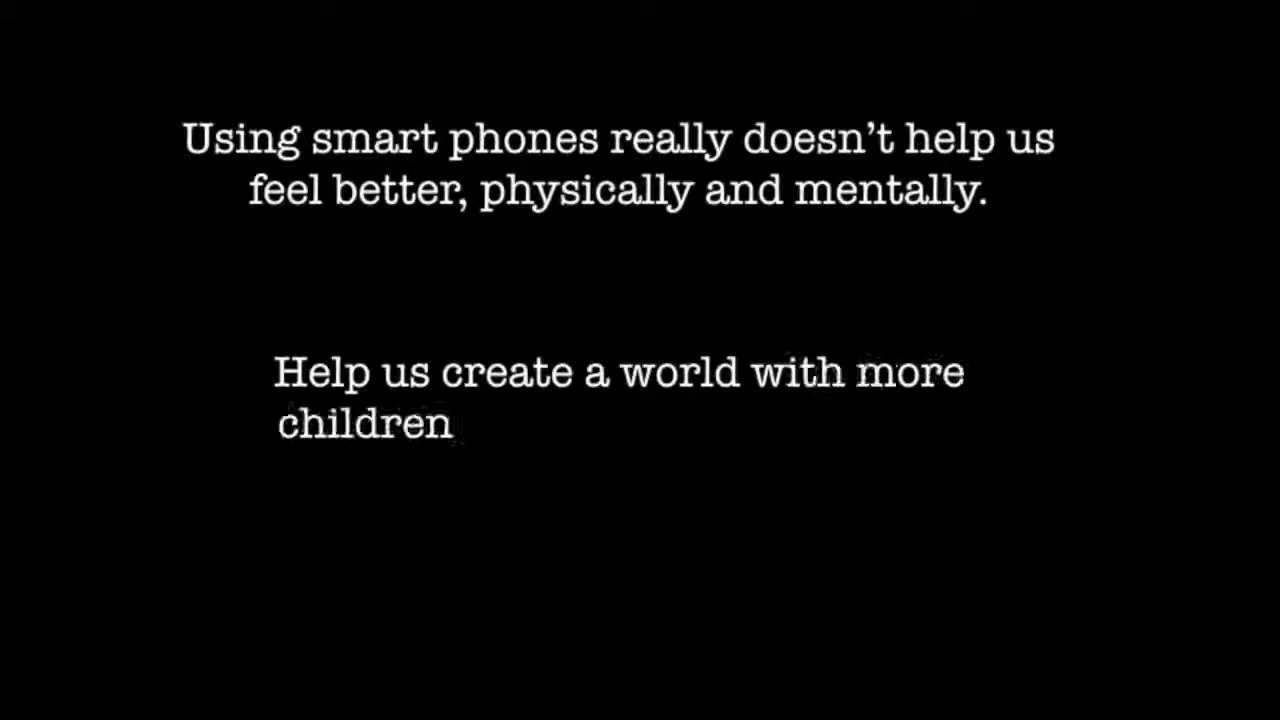 Using smart phones really doesn’t help us
feel better, physically and mentally.
Help us create a world with more
children